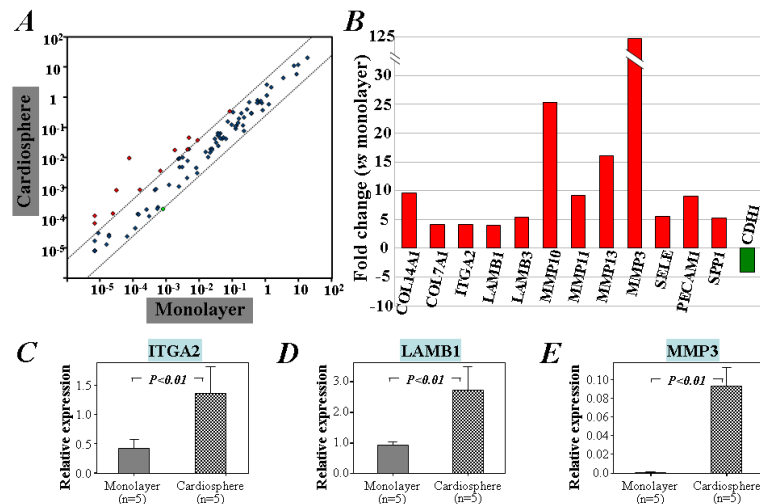 A
Cardiosphere
10²
10
1
10⁻¹
10⁻²
10⁻³
10⁻⁴
10⁻⁵
10⁻⁵
10⁻⁴
10⁻³
10⁻²
10⁻¹
1
10
10²
Monolayer
B
Fold change (vs monolayer)
125
30
25
20
15
10
5
0
-5
-10
COL14A1
COL7A1
ITGA2
LAMB1
LAMB3
MMP10
MMP11
MMP13
MMP3
SELE
PECAM1
SPP1
CDH1
C
ITGA2
Relative expression
1.5
1.0
0.5
0.0
P<0.01
Monolayer
(n=5)
Cardiosphere
(n=5)
D
LAMB1
Relative expression
3.0
2.0
1.0
0.0
P<0.01
Monolayer
(n=5)
Cardiosphere
(n=5)
E
MMP3
Relative expression
0.10
0.08
0.06
0.04
0.02
0.00
P<0.01
Monolayer
(n=5)
Cardiosphere
(n=5)